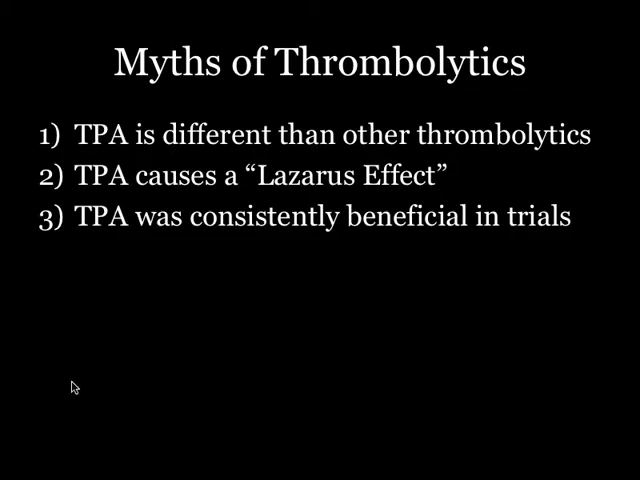 Myths of Thrombolytics
1) TPA is different than other thrombolytics
2) TPA causes a “Lazarus Effect”
3) TPA was consistently beneficial in trials